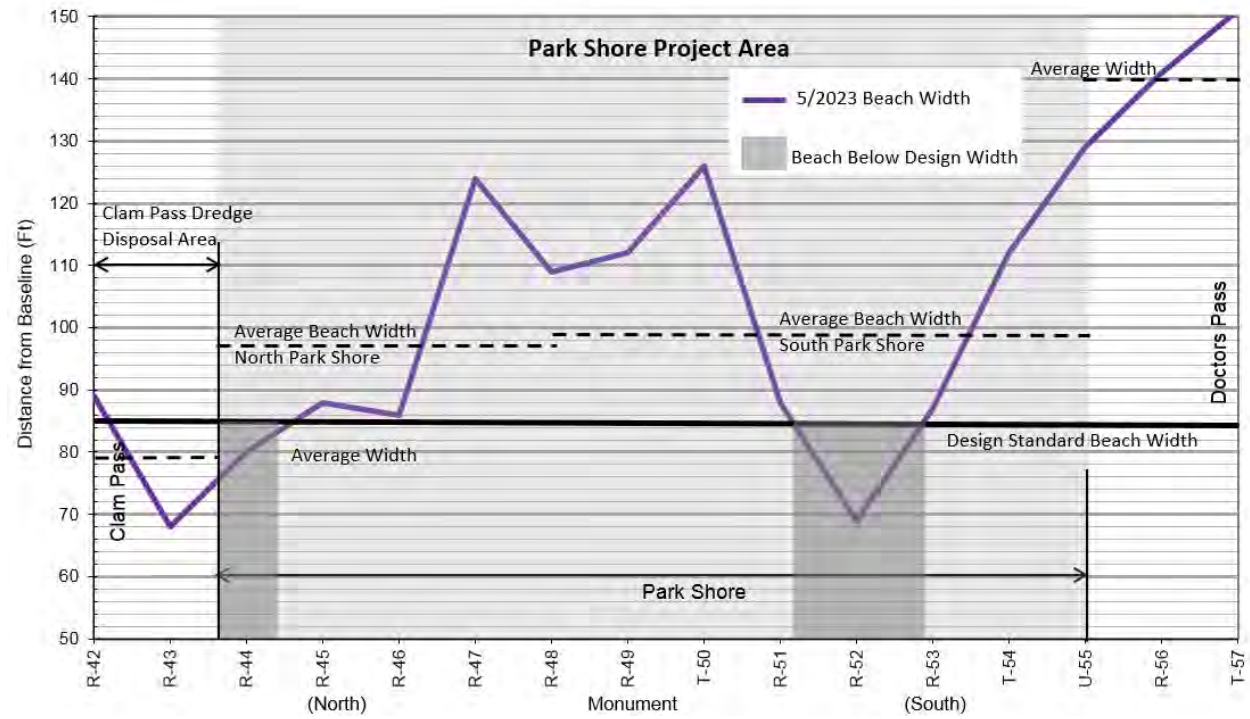 Park Shore Project Area
5/2023 Beach Width
Beach Below Design Width
Average Width
Clam Pass Dredge
Disposal Area
Average Beach Width
North Park Shore
Average Beach Width
South Park Shore
Design Standard Beach Width
Average Width
Clam Pass
Doctors Pass
Park Shore
Distance from Baseline (Ft)
150
140
130
120
110
100
90
80
70
60
50
R-42
R-43
R-44
R-45
R-46
R-47
R-48
R-49
T-50
R-51
R-52
R-53
T-54
U-55
R-56
T-57
(North)
Monument
(South)